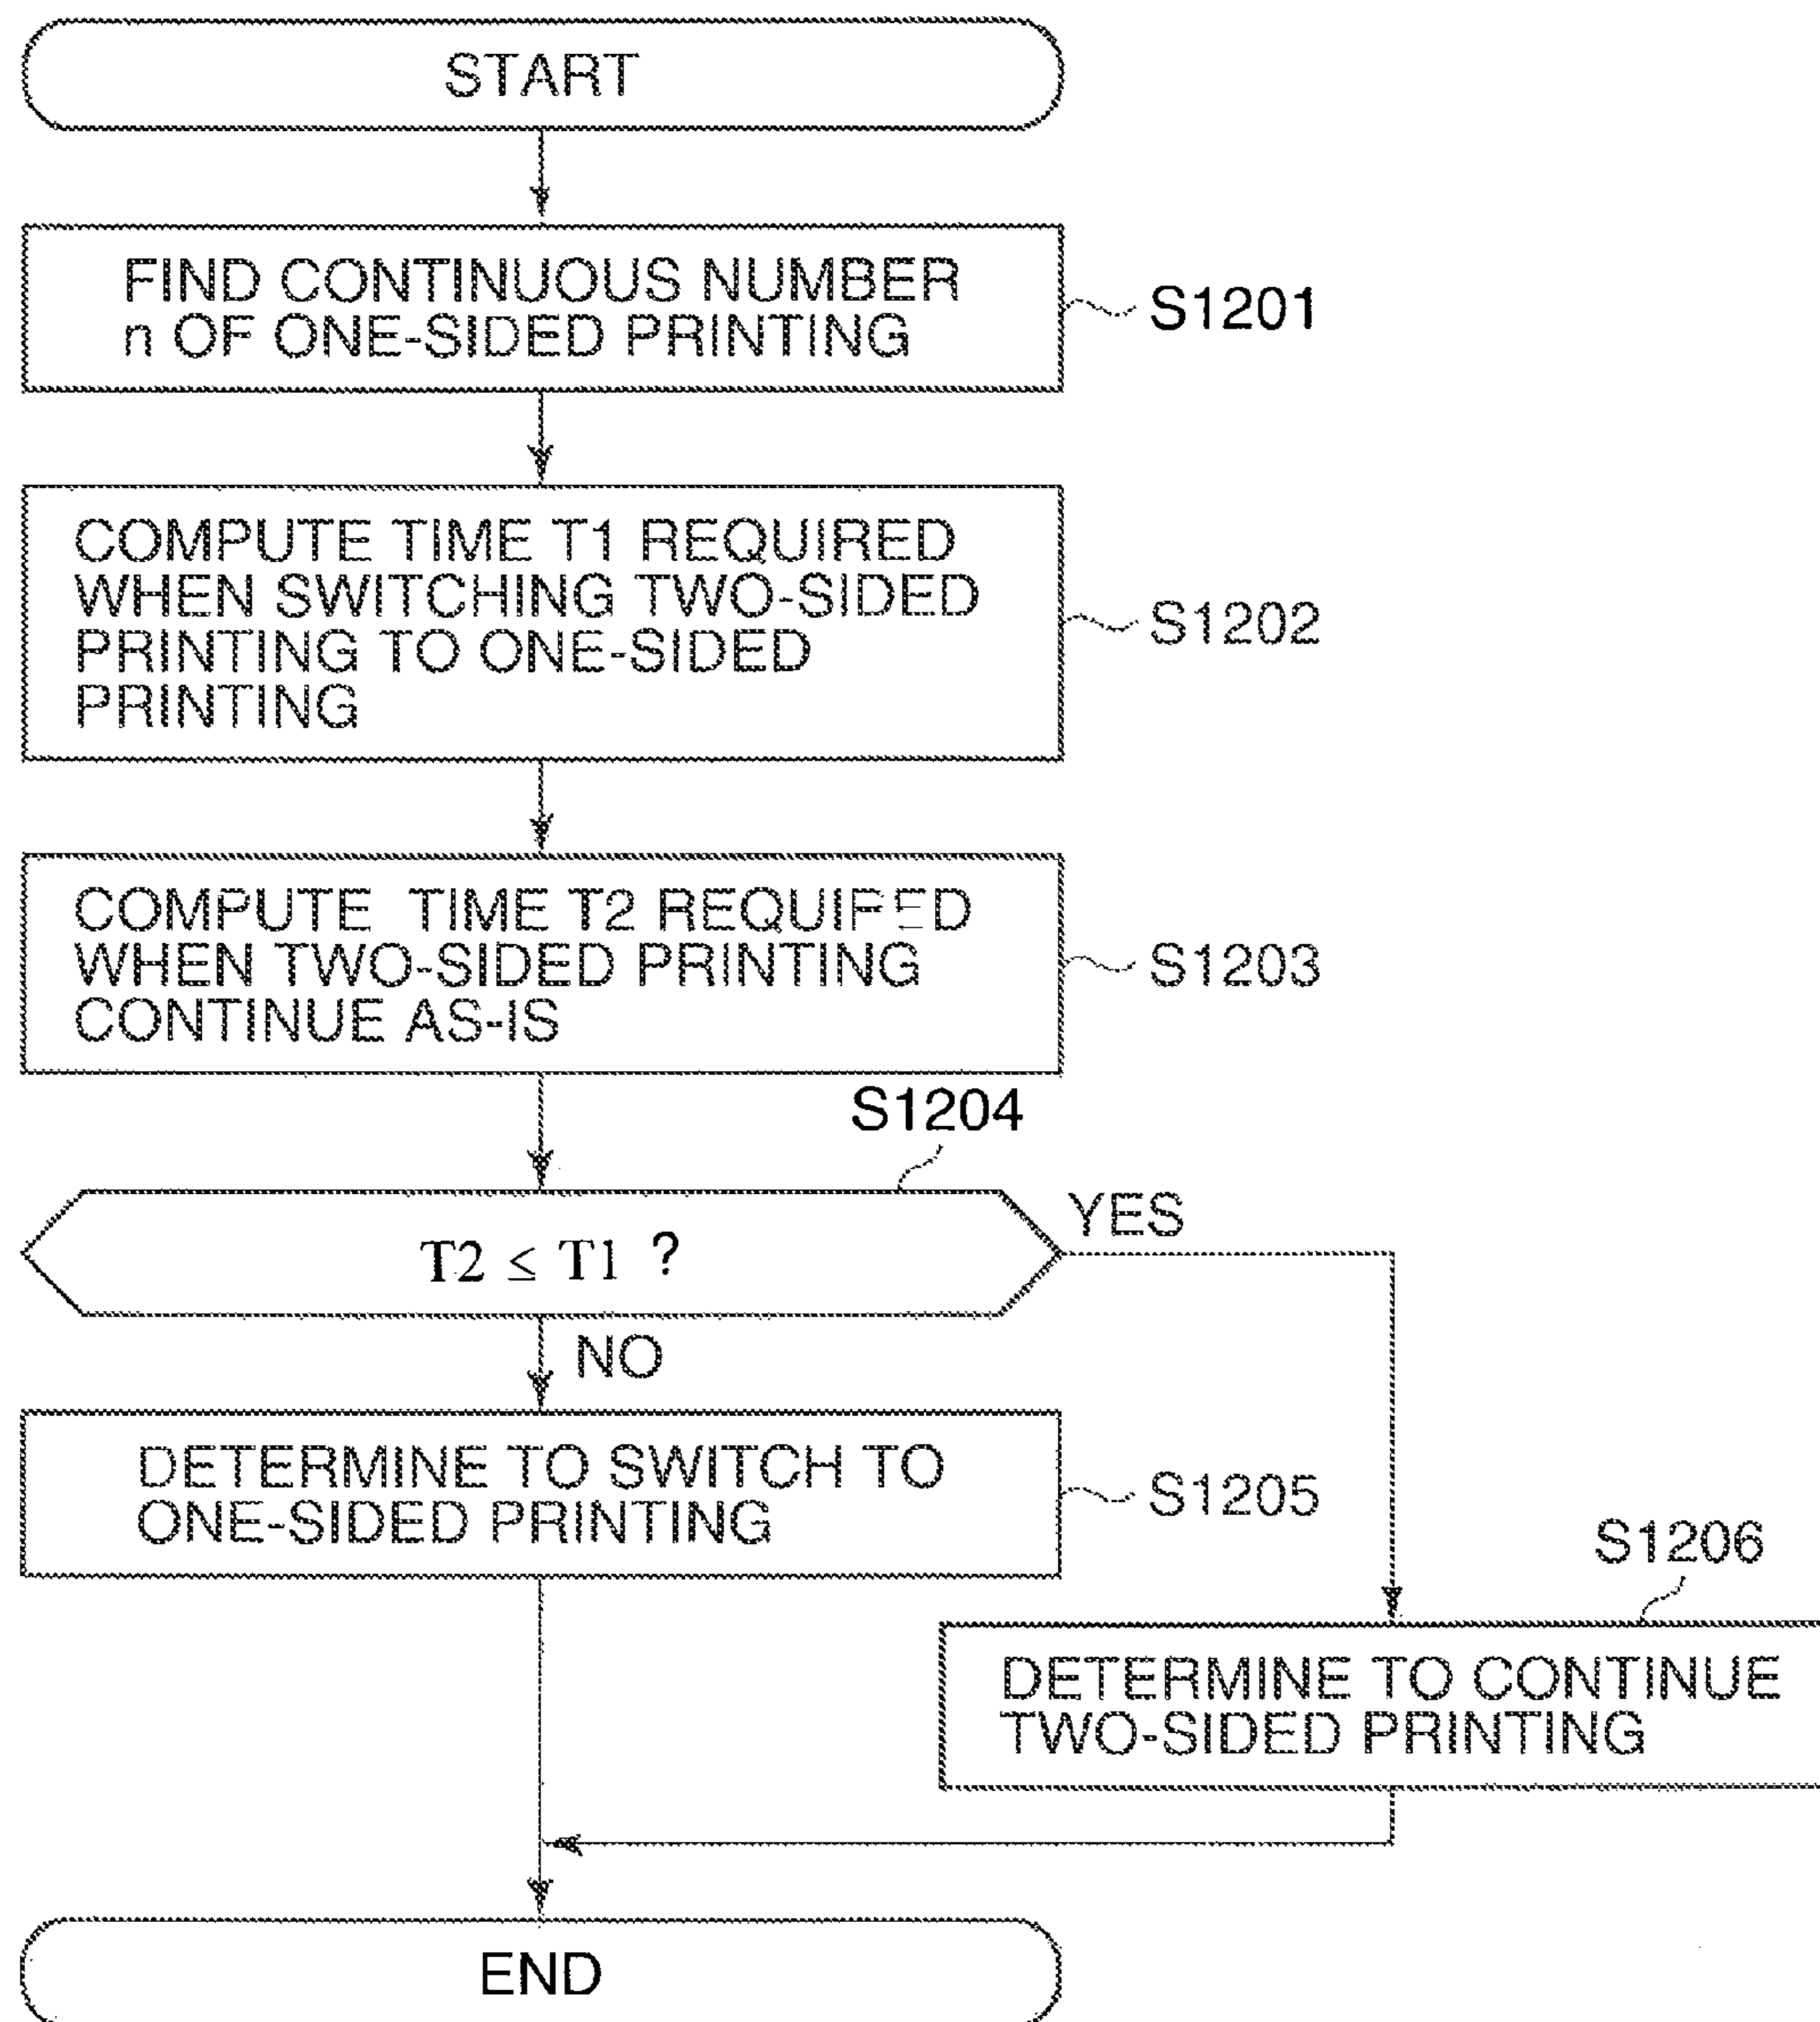 START
FIND CONTINUOUS NUMBER
n OF ONE-SIDED PRINTING
S1201
COMPUTE TIME T1 REQUIRED
WHEN SWITCHING TWO-SIDED
PRINTING TO ONE-SIDED
PRINTING
S1202
COMPUTE TIME T2 REQUIRED
WHEN TWO-SIDED PRINTING
CONTINUE AS-IS
S1203
S1204
T2 ≤ T1 ?
YES
NO
DETERMINE TO SWITCH TO
ONE-SIDED PRINTING
S1205
S1206
DETERMINE TO CONTINUE
TWO-SIDED PRINTING
END